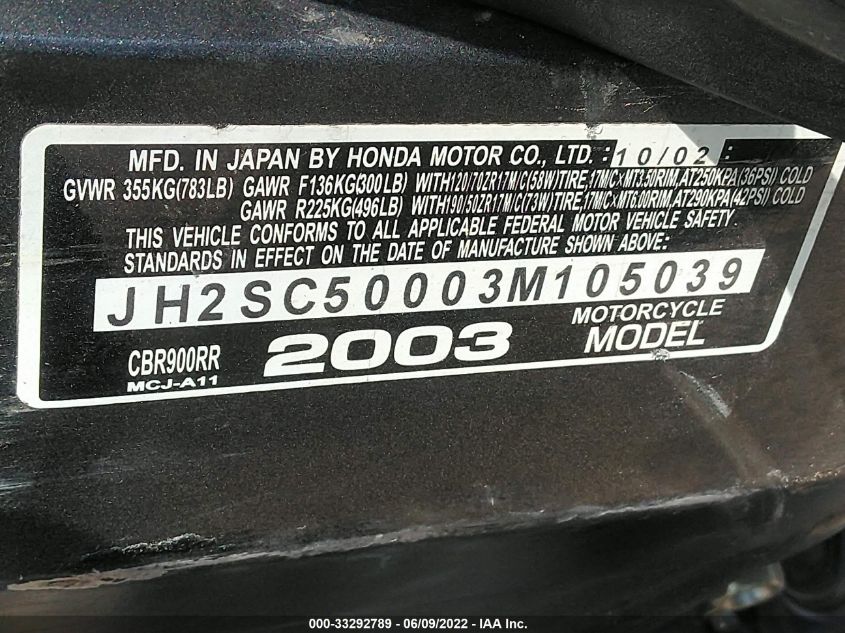 MFD. IN JAPAN BY HONDA MOTOR CO., LTD. : 10/02 :
GVWR 355KG(783LB) GAWR F136KG(300LB) WITH120/70ZR17M/C(58W)TIRE,17M/C×MT3.50RIM,AT250KPA(36PSI) COLD
GAWR R225KG(496LB) WITH190/50ZR17M/C(73W)TIRE,17M/C×MT6.00RIM,AT290KPA(42PSI) COLD
THIS VEHICLE CONFORMS TO ALL APPLICABLE FEDERAL MOTOR VEHICLE SAFETY.
STANDARDS IN EFFECT ON THE DATE OF MANUFACTURE SHOWN ABOVE:
JH2SC50003M105039
CBR900RR 2003 MOTORCYCLE
MCJ-A11 MODEL
000-33292789 - 06/09/2022 - IAA Inc.